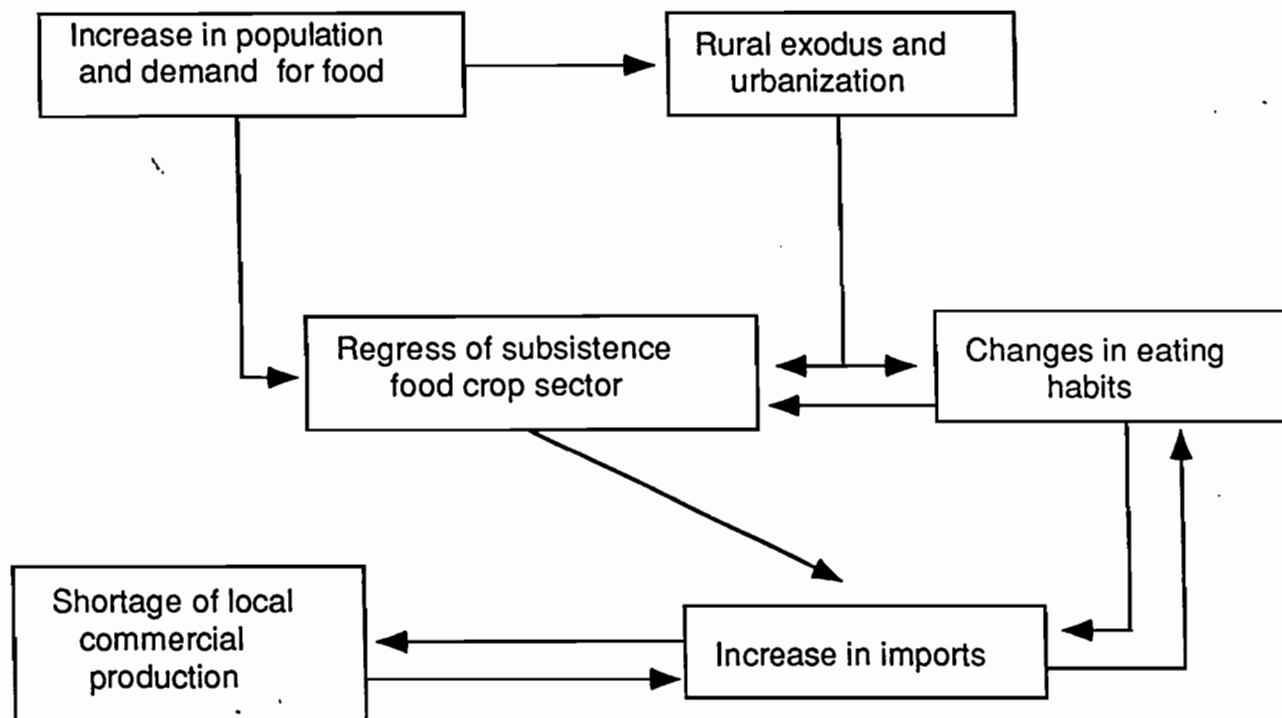 Increase in population
and demand for food
Rural exodus and
urbanization
Regress of subsistence
food crop sector
Changes in eating
habits
Shortage of local
commercial
production
Increase in imports